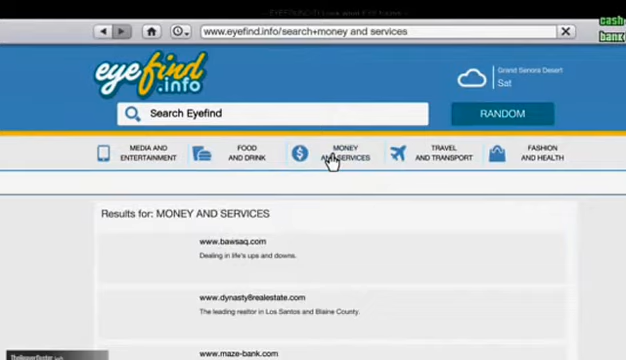 www.eyefind.info/search+money and services
cash
bank
eyefind
.info
Grand Senora Desert
Sat
Search Eyefind
RANDOM
MEDIA AND
ENTERTAINMENT
FOOD
AND DRINK
MONEY
AND SERVICES
TRAVEL
AND TRANSPORT
FASHION
AND HEALTH
Results for: MONEY AND SERVICES
www.bawsaq.com
Dealing in life's ups and downs.
www.dynasty8realestate.com
The leading realtor in Los Santos and Blaine County.
www.maze-bank.com